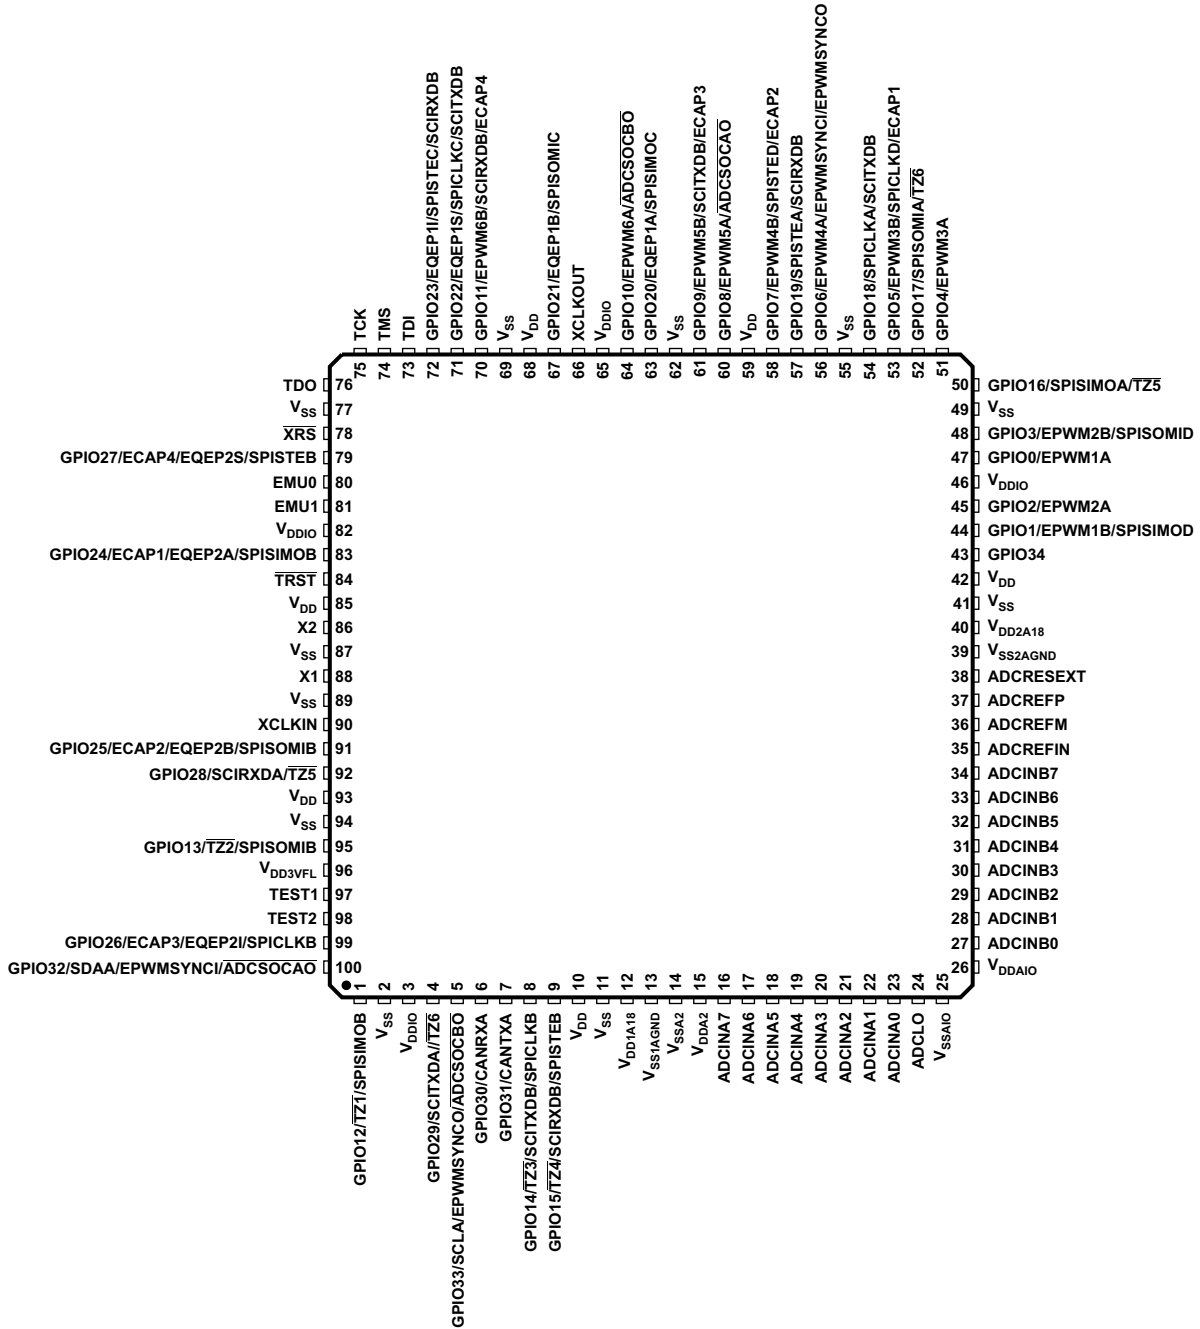 75 TCK
74 TMS
73 TDI
72 GPIO23/EQEP1I/SPISTEC/SCIRXDB
71 GPIO22/EQEP1S/SPICLKC/SCITXDB
70 GPIO11/EPWM6B/SCIRXDB/ECAP4
69 VSS
68 VDD
67 GPIO21/EQEP1B/SPISOMIC
66 XCLKOUT
65 VDDIO
64 GPIO10/EPWM6A/ADCSOCBO
63 GPIO20/EQEP1A/SPISIMOC
62 VSS
61 GPIO9/EPWM5B/SCITXDB/ECAP3
60 GPIO8/EPWM5A/ADCSOCAO
59 VDD
58 GPIO7/EPWM4B/SPISTED/ECAP2
57 GPIO19/SPISTEA/SCIRXDB
56 GPIO6/EPWM4A/EPWMSYNCI/EPWMSYNCO
55 VSS
54 GPIO18/SPICLKA/SCITXDB
53 GPIO5/EPWM3B/SPICLKD/ECAP1
52 GPIO17/SPISOMIA/TZ6
51 GPIO4/EPWM3A
TDO 76
VSS 77
XRS 78
GPIO27/ECAP4/EQEP2S/SPISTEB 79
EMU0 80
EMU1 81
VDDIO 82
GPIO24/ECAP1/EQEP2A/SPISIMOB 83
TRST 84
VDD 85
X2 86
VSS 87
X1 88
VSS 89
XCLKIN 90
GPIO25/ECAP2/EQEP2B/SPISOMIB 91
GPIO28/SCIRXDA/TZ5 92
VDD 93
VSS 94
GPIO13/TZ2/SPISOMIB 95
VDD3VFL 96
TEST1 97
TEST2 98
GPIO26/ECAP3/EQEP2I/SPICLKB 99
GPIO32/SDAA/EPWMSYNCI/ADCSOCAO 100
50 GPIO16/SPISIMOA/TZ5
49 VSS
48 GPIO3/EPWM2B/SPISOMID
47 GPIO0/EPWM1A
46 VDDIO
45 GPIO2/EPWM2A
44 GPIO1/EPWM1B/SPISIMOD
43 GPIO34
42 VDD
41 VSS
40 VDD2A18
39 VSS2AGND
38 ADCRESEXT
37 ADCREFP
36 ADCREFM
35 ADCREFIN
34 ADCINB7
33 ADCINB6
32 ADCINB5
31 ADCINB4
30 ADCINB3
29 ADCINB2
28 ADCINB1
27 ADCINB0
26 VDDAIO
1 GPIO12/TZ1/SPISIMOB
2 VSS
3 VDDIO
4 GPIO29/SCITXDA//TZ6
5 GPIO33/SCLA/EPWMSYNCO/ADCSOCBO
6 GPIO30/CANRXA
7 GPIO31/CANTXA
8 GPIO14/TZ3/SCITXDB/SPICLKB
9 GPIO15/TZ4/SCIRXDB/SPISTEB
10 VDD
11 VSS
12 VDD1A18
13 VSS1AGND
14 VSSA2
15 VDDA2
16 ADCINA7
17 ADCINA6
18 ADCINA5
19 ADCINA4
20 ADCINA3
21 ADCINA2
22 ADCINA1
23 ADCINA0
24 ADCLO
25 VSSAIO